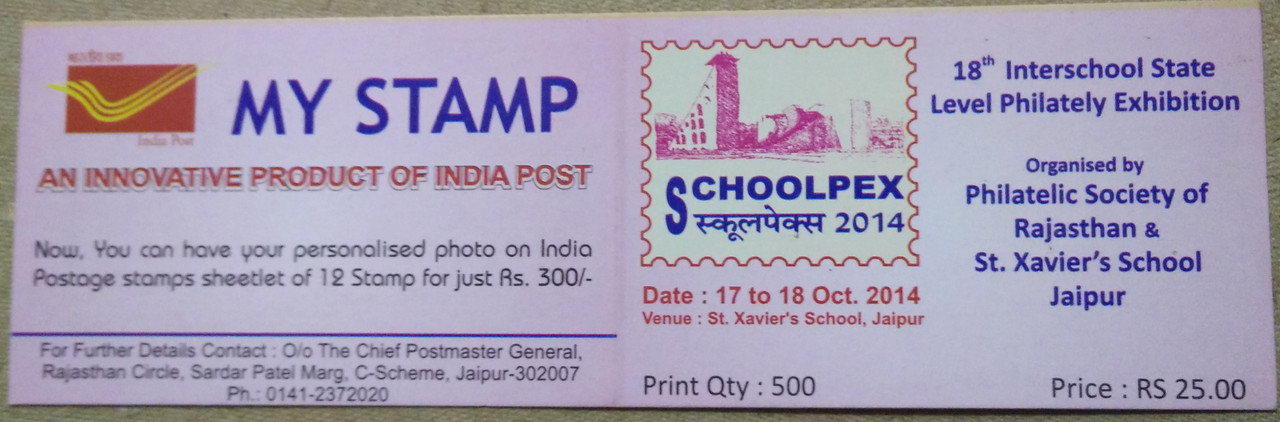 भारतीय डाक
India Post
MY STAMP
AN INNOVATIVE PRODUCT OF INDIA POST
Now, You can have your personalised photo on India
Postage stamps sheetlet of 12 Stamp for just Rs. 300/-
For Further Details Contact : O/o The Chief Postmaster General,
Rajasthan Circle, Sardar Patel Marg, C-Scheme, Jaipur-302007
Ph.: 0141-2372020
SCHOOLPEX
स्कूलपेक्स 2014
Date : 17 to 18 Oct. 2014
Venue : St. Xavier's School, Jaipur
Print Qty : 500
18th Interschool State
Level Philately Exhibition
Organised by
Philatelic Society of
Rajasthan &
St. Xavier's School
Jaipur
Price : RS 25.00